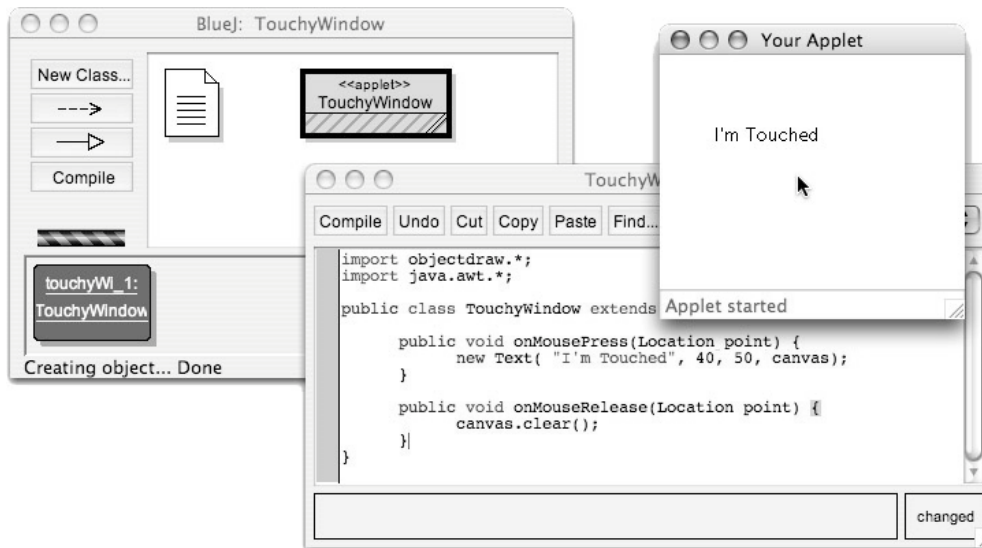 BlueJ: TouchyWindow
New Class...
Compile
<<applet>>
TouchyWindow
touchyWI_1:
TouchyWindow
Creating object... Done
TouchyW
Compile Undo Cut Copy Paste Find...
import objectdraw.*;
import java.awt.*;
public class TouchyWindow extends
public void onMousePress(Location point) {
new Text( "I'm Touched", 40, 50, canvas);
}
public void onMouseRelease(Location point) {
canvas.clear();
}
}
changed
Your Applet
I'm Touched
Applet started